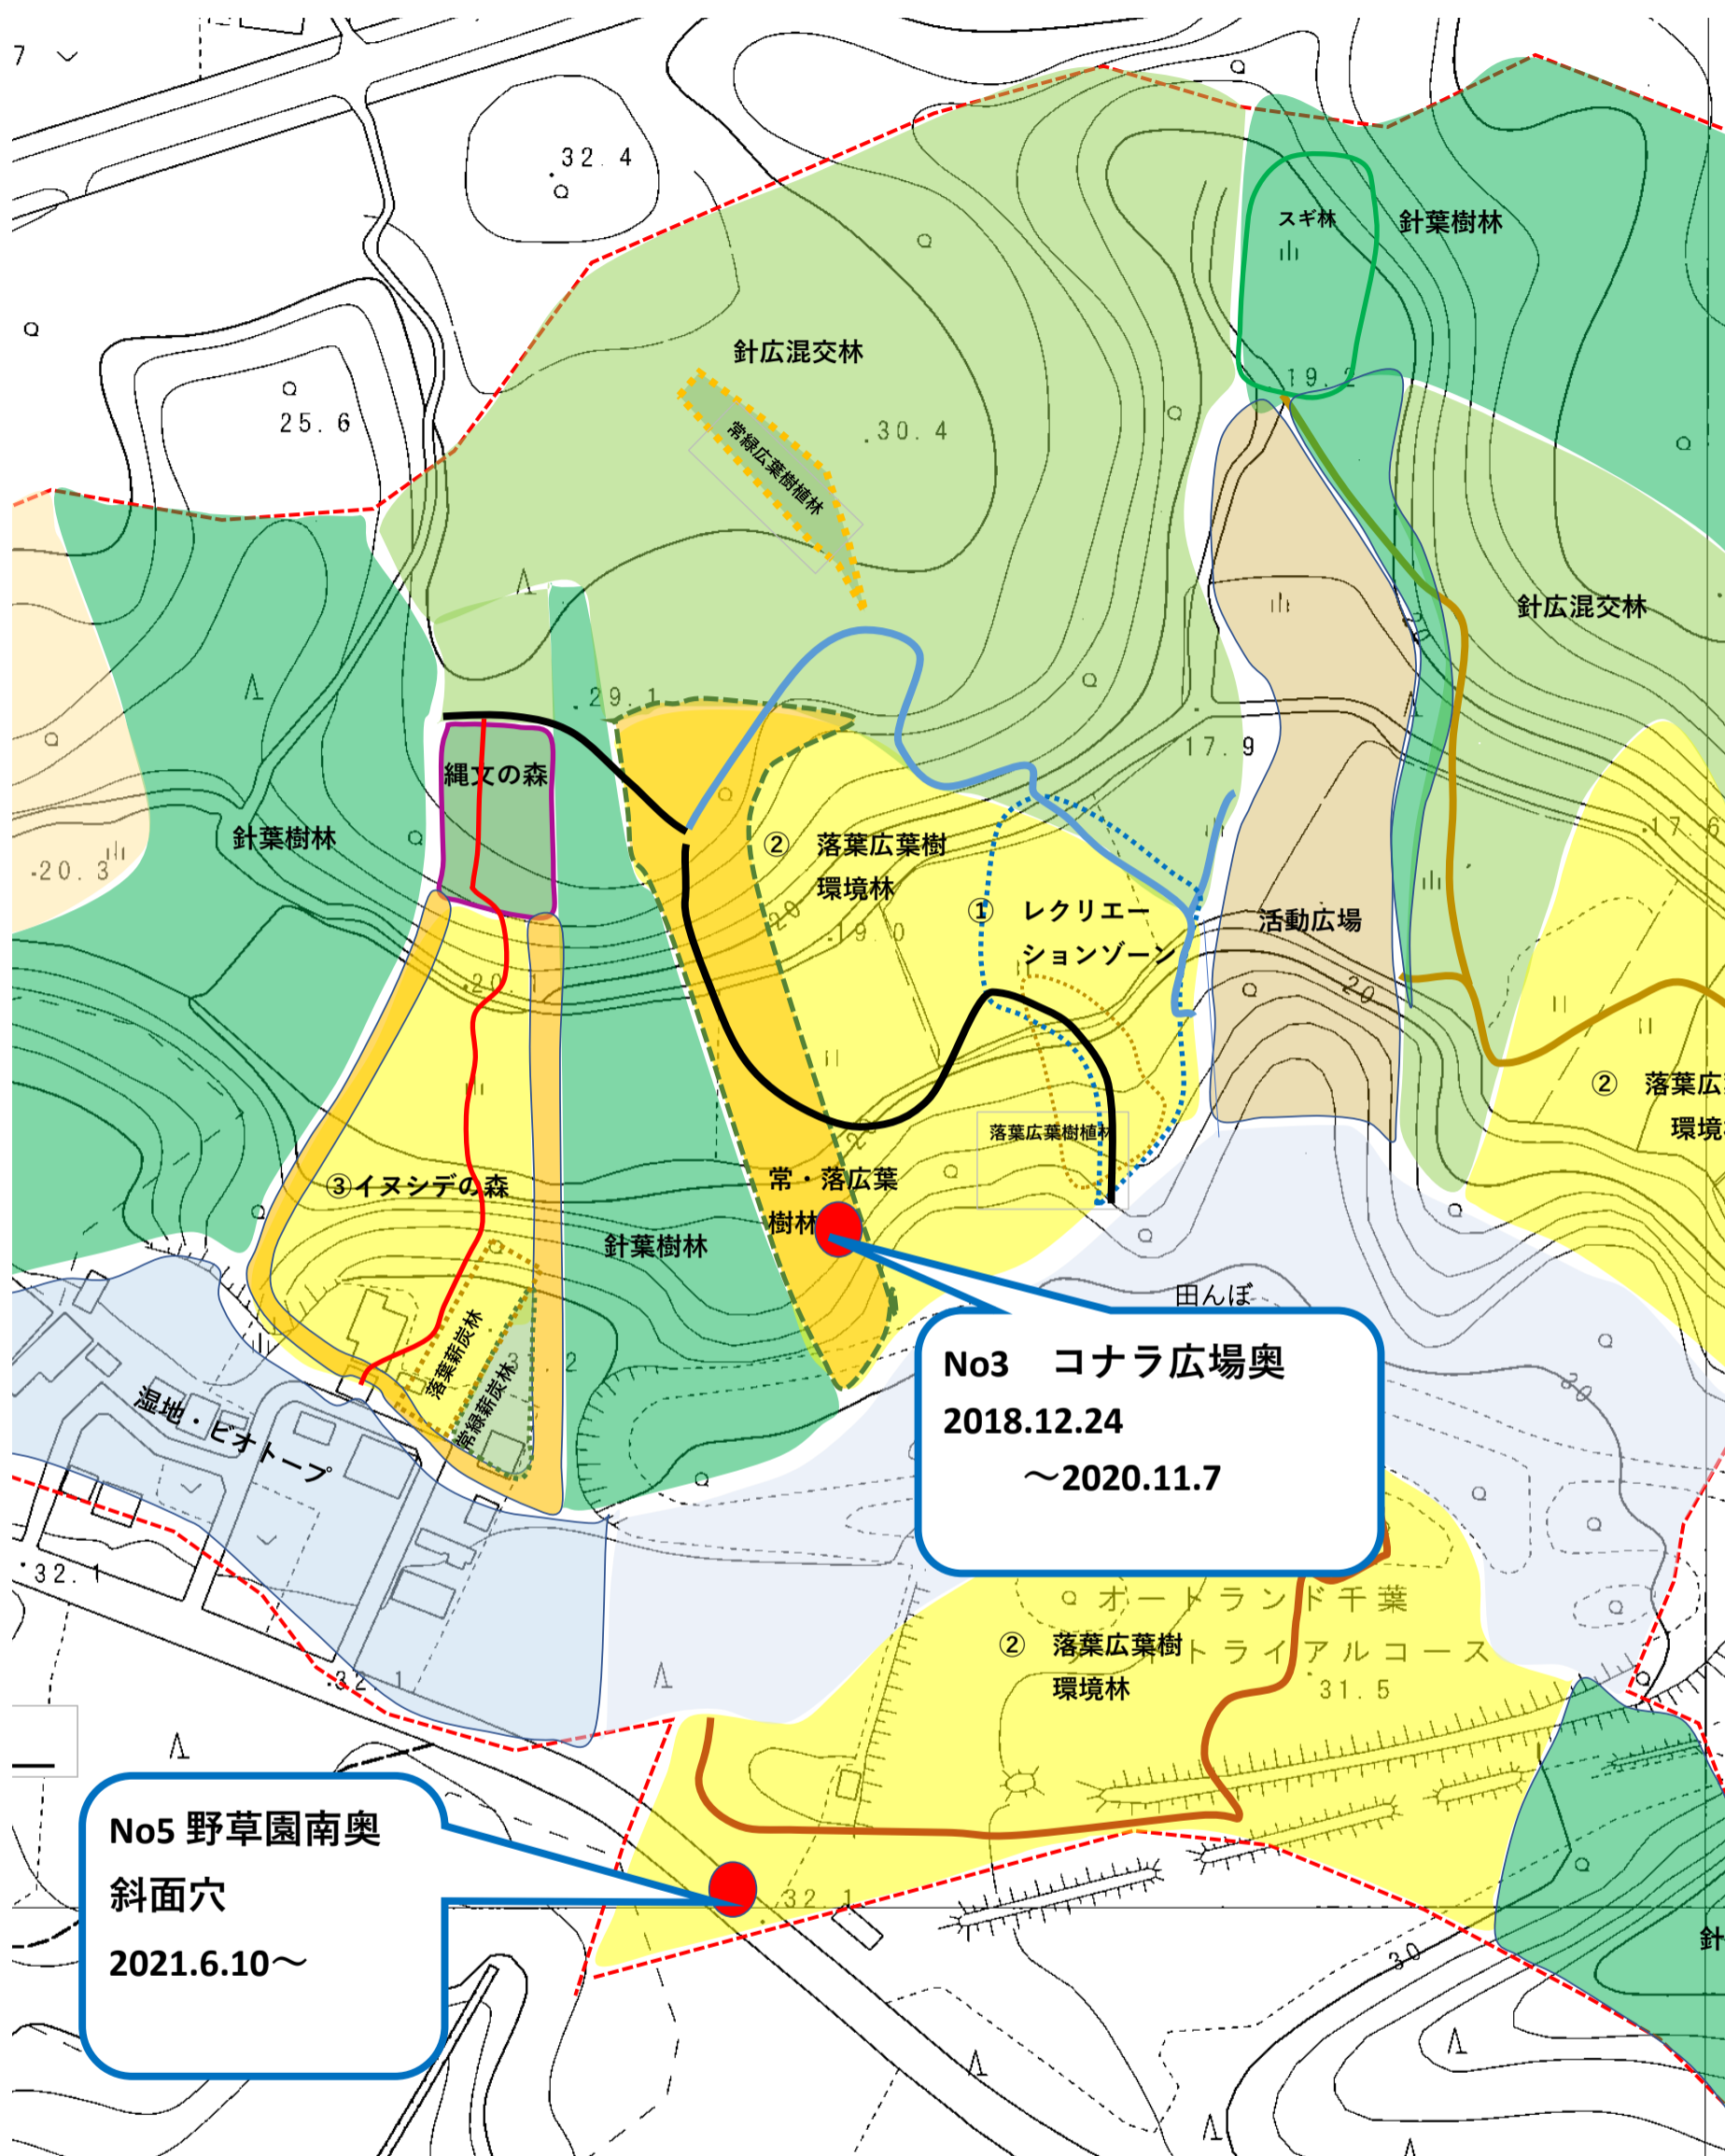 7
32.4
スギ林
針葉樹林
針広混交林
19.2
25.6
.30.4
常緑広葉樹植林
針広混交林
29.1
17.9
縄文の森
針葉樹林
② 落葉広葉樹
環境林
17.6
20.3
20
19.0
① レクリエー
ションゾーン
活動広場
20.1
20
② 落葉広
環境
落葉広葉樹植林
20
常・落広葉
樹林
③イヌシデの森
針葉樹林
田んぼ
No3 コナラ広場奥
2018.12.24
～2020.11.7
落葉薪炭林
常緑薪炭林
湿地・ビオトープ
30
32.1
オートランド千葉
② 落葉広葉樹
環境林
トライアルコース
31.5
32.1
No5 野草園南奥
斜面穴
2021.6.10～
32.1
30
針